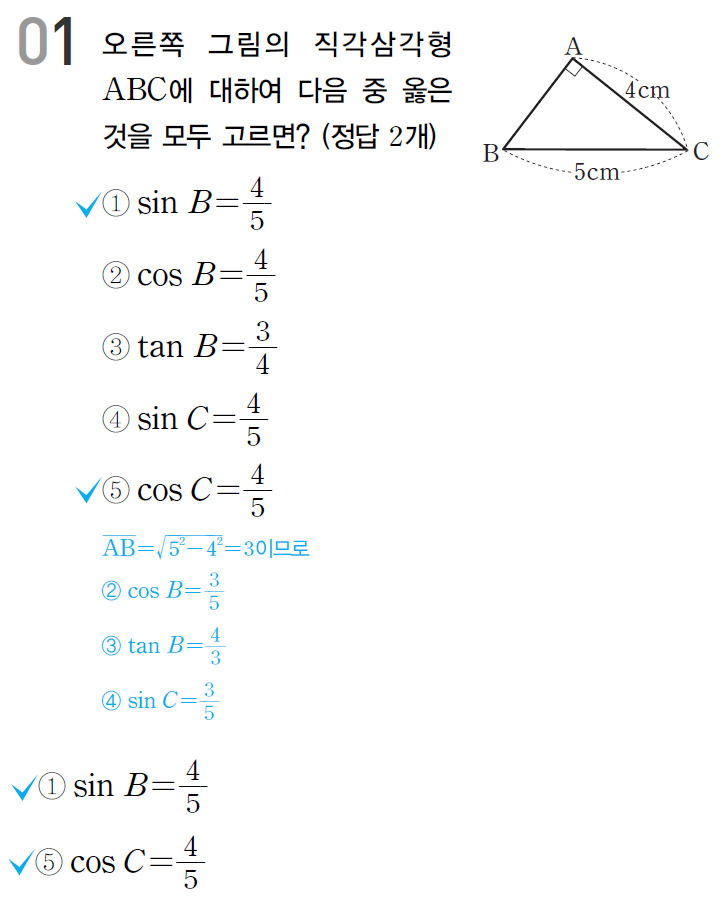 01 오른쪽 그림의 직각삼각형
ABC에 대하여 다음 중 옳은
것을 모두 고르면? (정답 2개)
A
4cm
B
C
5cm
① sin B=4/5
② cos B=4/5
③ tan B=3/4
④ sin C=4/5
⑤ cos C=4/5
A̅B̅=√(5²−4²)=3이므로
② cos B=3/5
③ tan B=4/3
④ sin C=3/5
① sin B=4/5
⑤ cos C=4/5